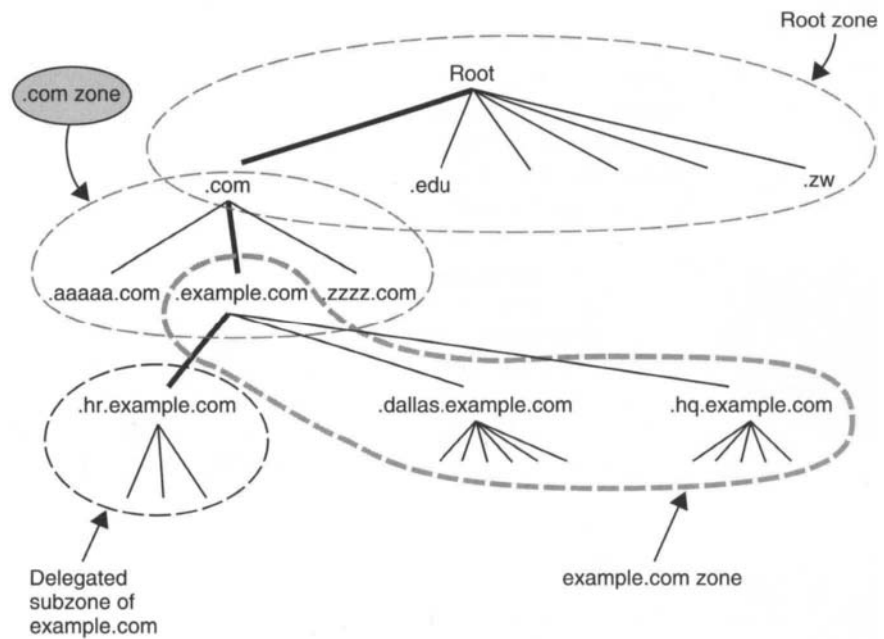 Root zone
Root
.com zone
.com
.edu
.zw
.aaaaa.com
.example.com
.zzzz.com
.hr.example.com
.dallas.example.com
.hq.example.com
Delegated
subzone of
example.com
example.com zone